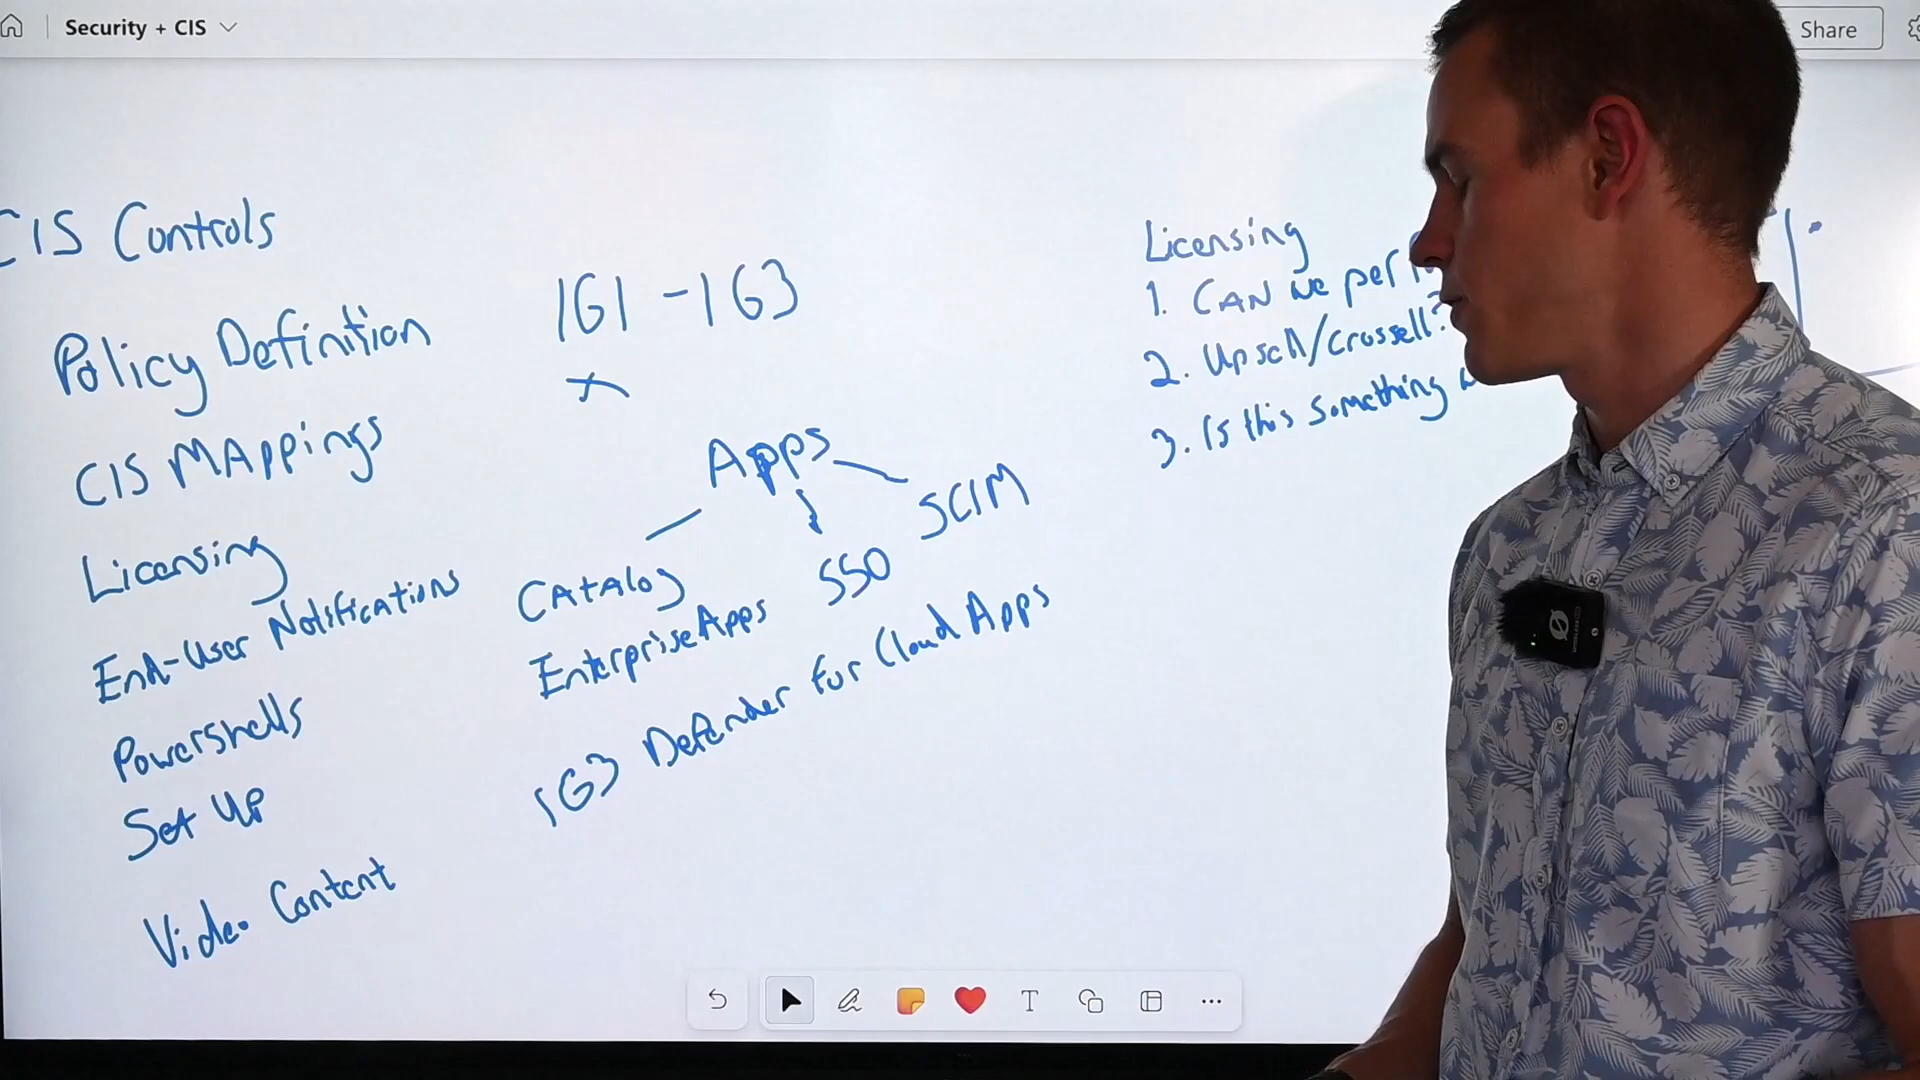 Security + CIS
Share
CIS Controls
Policy Definition
CIS MAppings
Licensing
End-User Notifications
Powershells
Set Up
Video Content
IG1 - IG3
Apps
SCIM
SSO
CAtAlog
Enterprise Apps
IG3 Defender for Cloud Apps
Licensing
1. CAN we
2. Upsell/Crossell?
3. Is this something
T